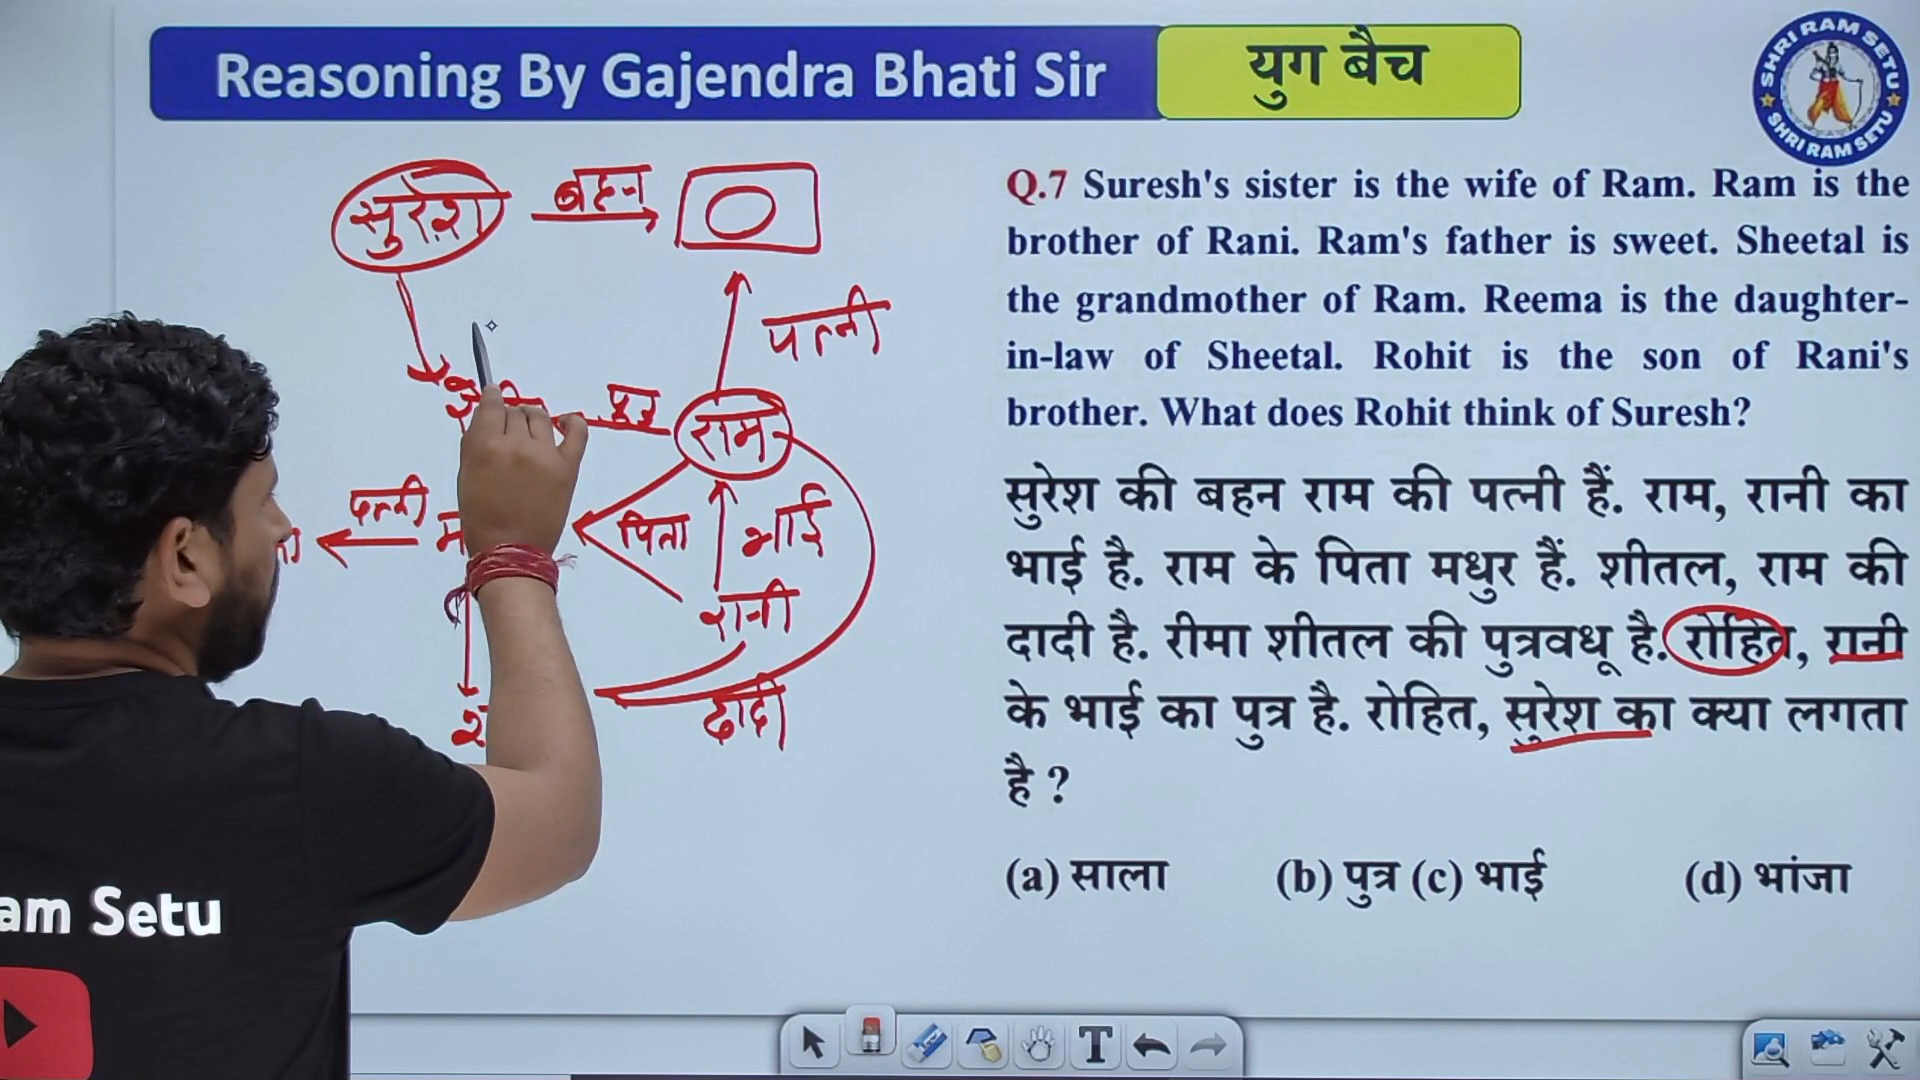 Reasoning By Gajendra Bhati Sir
युग बैच
SHRI RAM SETU
SHRI RAM SETU
सुरेश
बहन
पत्नी
पुत्र
राम
पत्नी
पिता
भाई
रानी
दादी
Q.7 Suresh's sister is the wife of Ram. Ram is the
brother of Rani. Ram's father is sweet. Sheetal is
the grandmother of Ram. Reema is the daughter-
in-law of Sheetal. Rohit is the son of Rani's
brother. What does Rohit think of Suresh?
सुरेश की बहन राम की पत्नी हैं. राम, रानी का
भाई है. राम के पिता मधुर हैं. शीतल, राम की
दादी है. रीमा शीतल की पुत्रवधू है. रोहित, रानी
के भाई का पुत्र है. रोहित, सुरेश का क्या लगता
है ?
(a) साला (b) पुत्र (c) भाई (d) भांजा
am Setu
T